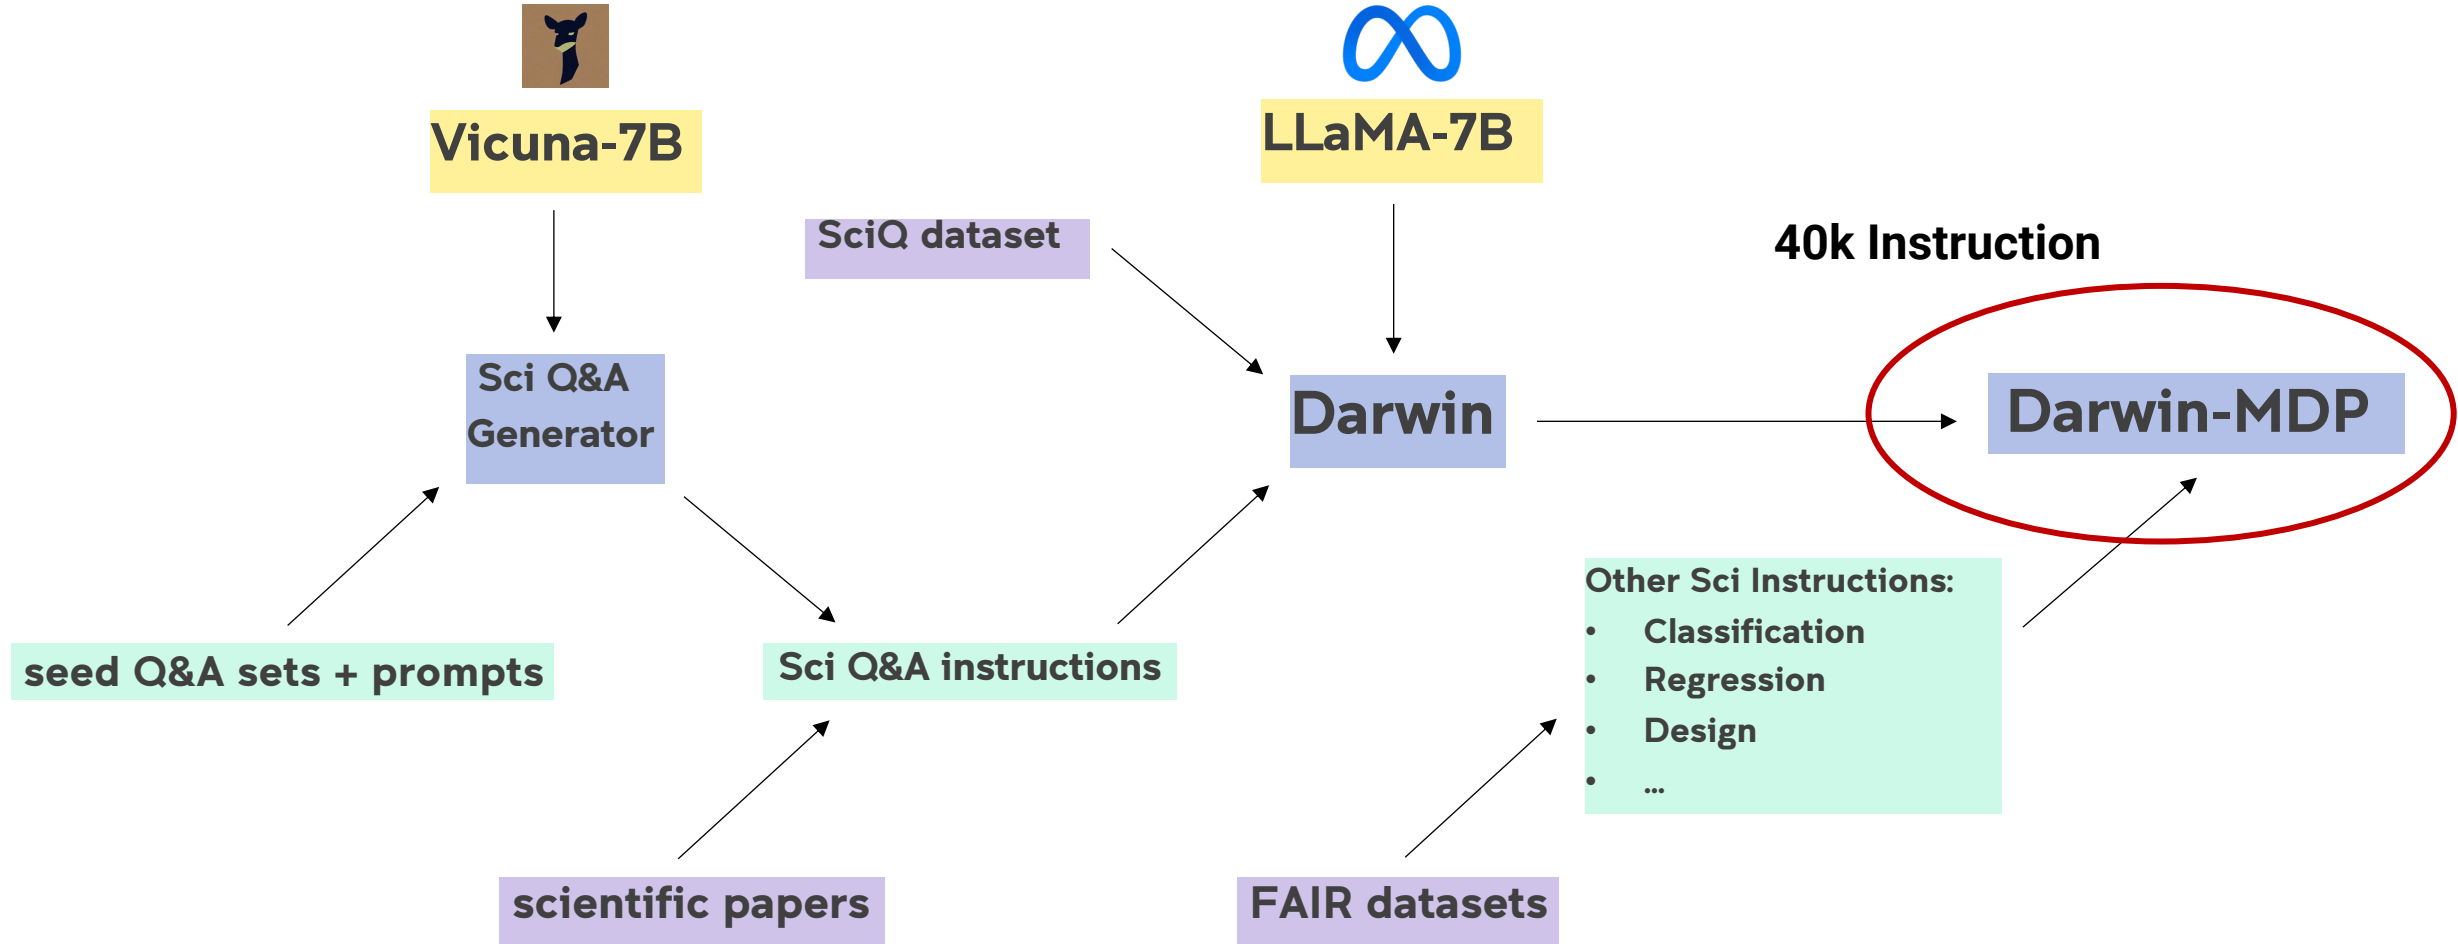 Vicuna-7B
LLaMA-7B
SciQ dataset
40k Instruction
Sci Q&A
Generator
Darwin
Darwin-MDP
seed Q&A sets + prompts
Sci Q&A instructions
Other Sci Instructions:
• Classification
• Regression
• Design
• ...
scientific papers
FAIR datasets